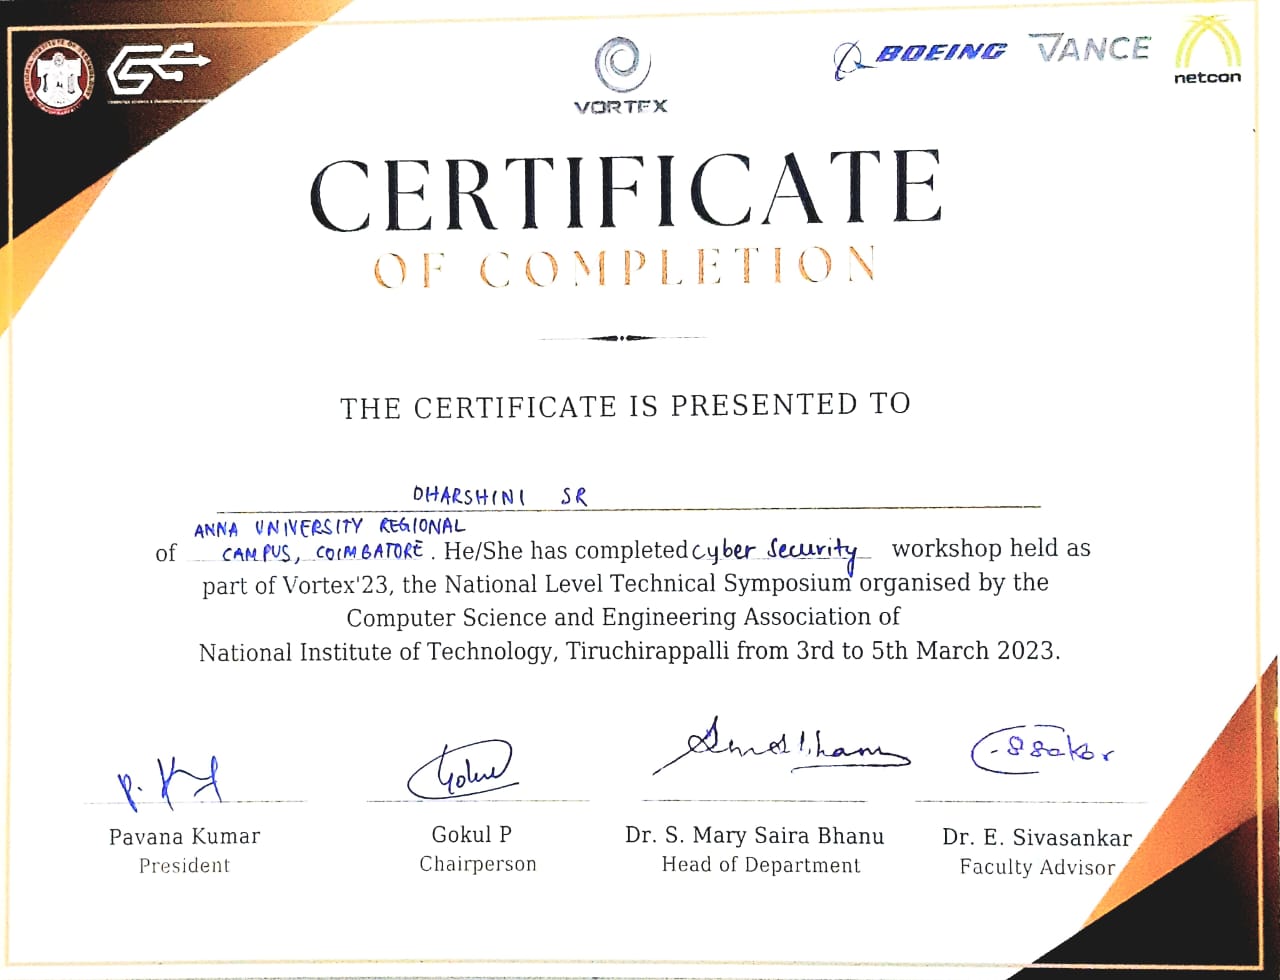 VORTEX
BOEING
VANCE
netcon
CERTIFICATE
OF COMPLETION
THE CERTIFICATE IS PRESENTED TO
DHARSHINI SR
ANNA UNIVERSITY REGIONAL
of CAMPUS, COIMBATORE. He/She has completed cyber Security workshop held as
part of Vortex'23, the National Level Technical Symposium organised by the
Computer Science and Engineering Association of
National Institute of Technology, Tiruchirappalli from 3rd to 5th March 2023.
Pavana Kumar
President
Gokul P
Chairperson
Dr. S. Mary Saira Bhanu
Head of Department
Dr. E. Sivasankar
Faculty Advisor